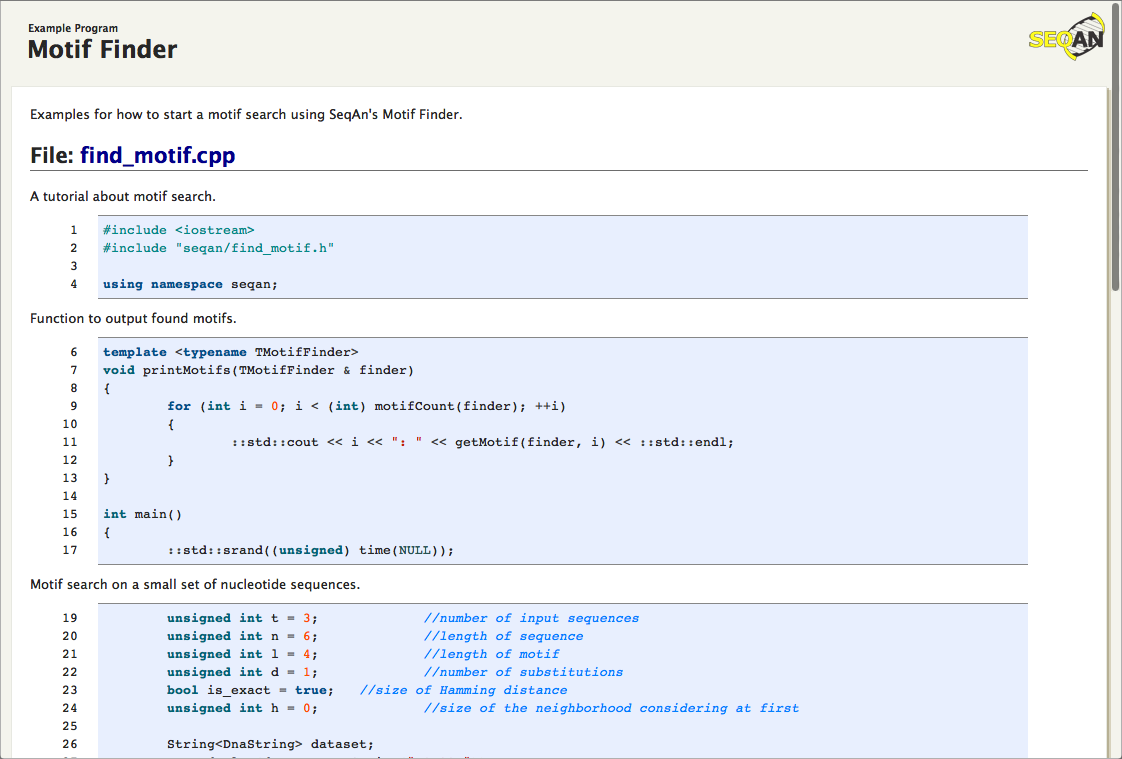 Example Program
Motif Finder
SEQAN
Examples for how to start a motif search using SeqAn's Motif Finder.
File: find_motif.cpp
A tutorial about motif search.
1 #include <iostream>
2 #include "seqan/find_motif.h"
3
4 using namespace seqan;
Function to output found motifs.
6 template <typename TMotifFinder>
7 void printMotifs(TMotifFinder & finder)
8 {
9 for (int i = 0; i < (int) motifCount(finder); ++i)
10 {
11 ::std::cout << i << ": " << getMotif(finder, i) << ::std::endl;
12 }
13 }
14
15 int main()
16 {
17 ::std::srand((unsigned) time(NULL));
Motif search on a small set of nucleotide sequences.
19 unsigned int t = 3; //number of input sequences
20 unsigned int n = 6; //length of sequence
21 unsigned int l = 4; //length of motif
22 unsigned int d = 1; //number of substitutions
23 bool is_exact = true; //size of Hamming distance
24 unsigned int h = 0; //size of the neighborhood considering at first
25
26 String<DnaString> dataset;